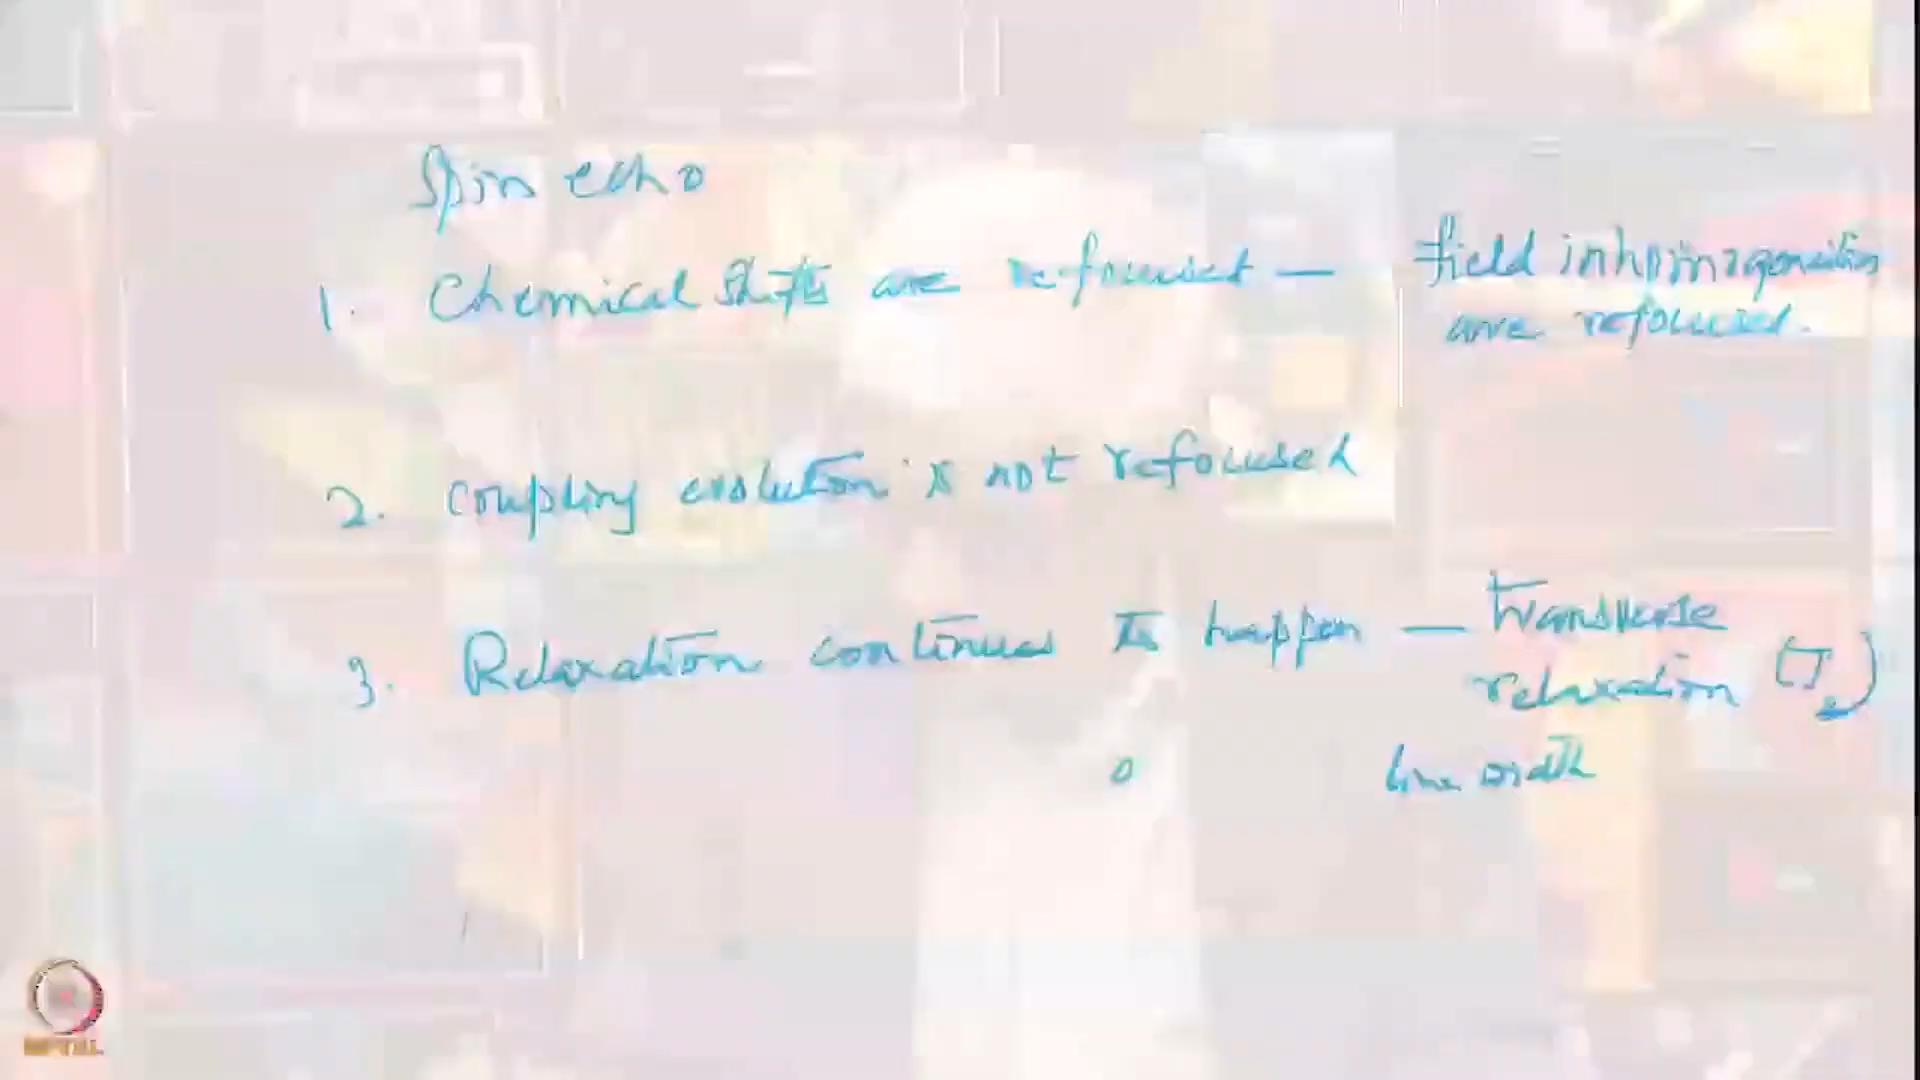 Spin echo
1. Chemical shifts are refocused — field inhomogeneities
are refocused.
2. Coupling evolution is not refocused
3. Relaxation continues to happen — transverse
relaxation (T2)
line width
NPTEL